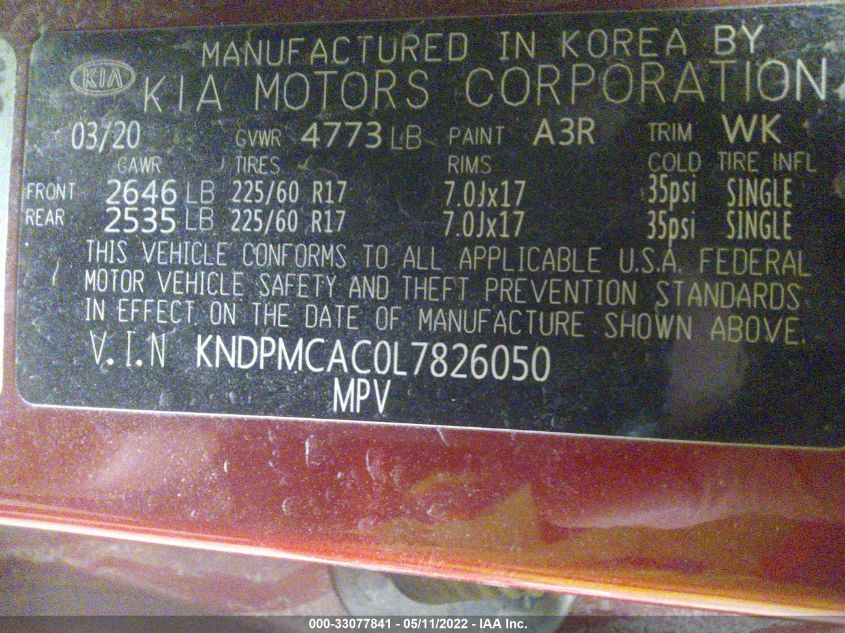 MANUFACTURED IN KOREA BY
KIA KIA MOTORS CORPORATION
03/20 GVWR 4773 LB PAINT A3R TRIM WK
GAWR TIRES RIMS COLD TIRE INFL
FRONT 2646 LB 225/60 R17 7.0Jx17 35psi SINGLE
REAR 2535 LB 225/60 R17 7.0Jx17 35psi SINGLE
THIS VEHICLE CONFORMS TO ALL APPLICABLE U.S.A. FEDERAL
MOTOR VEHICLE SAFETY AND THEFT PREVENTION STANDARDS
IN EFFECT ON THE DATE OF MANUFACTURE SHOWN ABOVE.
V.I.N KNDPMCAC0L7826050
MPV
000-33077841 - 05/11/2022 - IAA Inc.